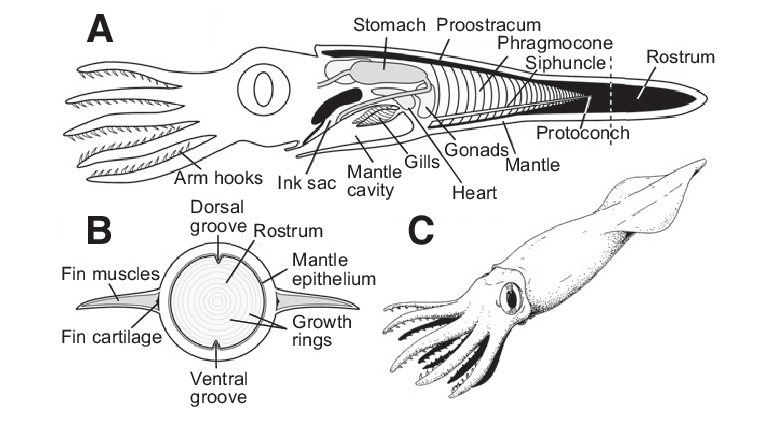 A
Stomach
Proostracum
Phragmocone
Siphuncle
Rostrum
Protoconch
Arm hooks
Ink sac
Mantle
cavity
Gills
Gonads
Heart
Mantle
B
Dorsal
groove
Rostrum
Fin muscles
Mantle
epithelium
Fin cartilage
Growth
rings
Ventral
groove
C